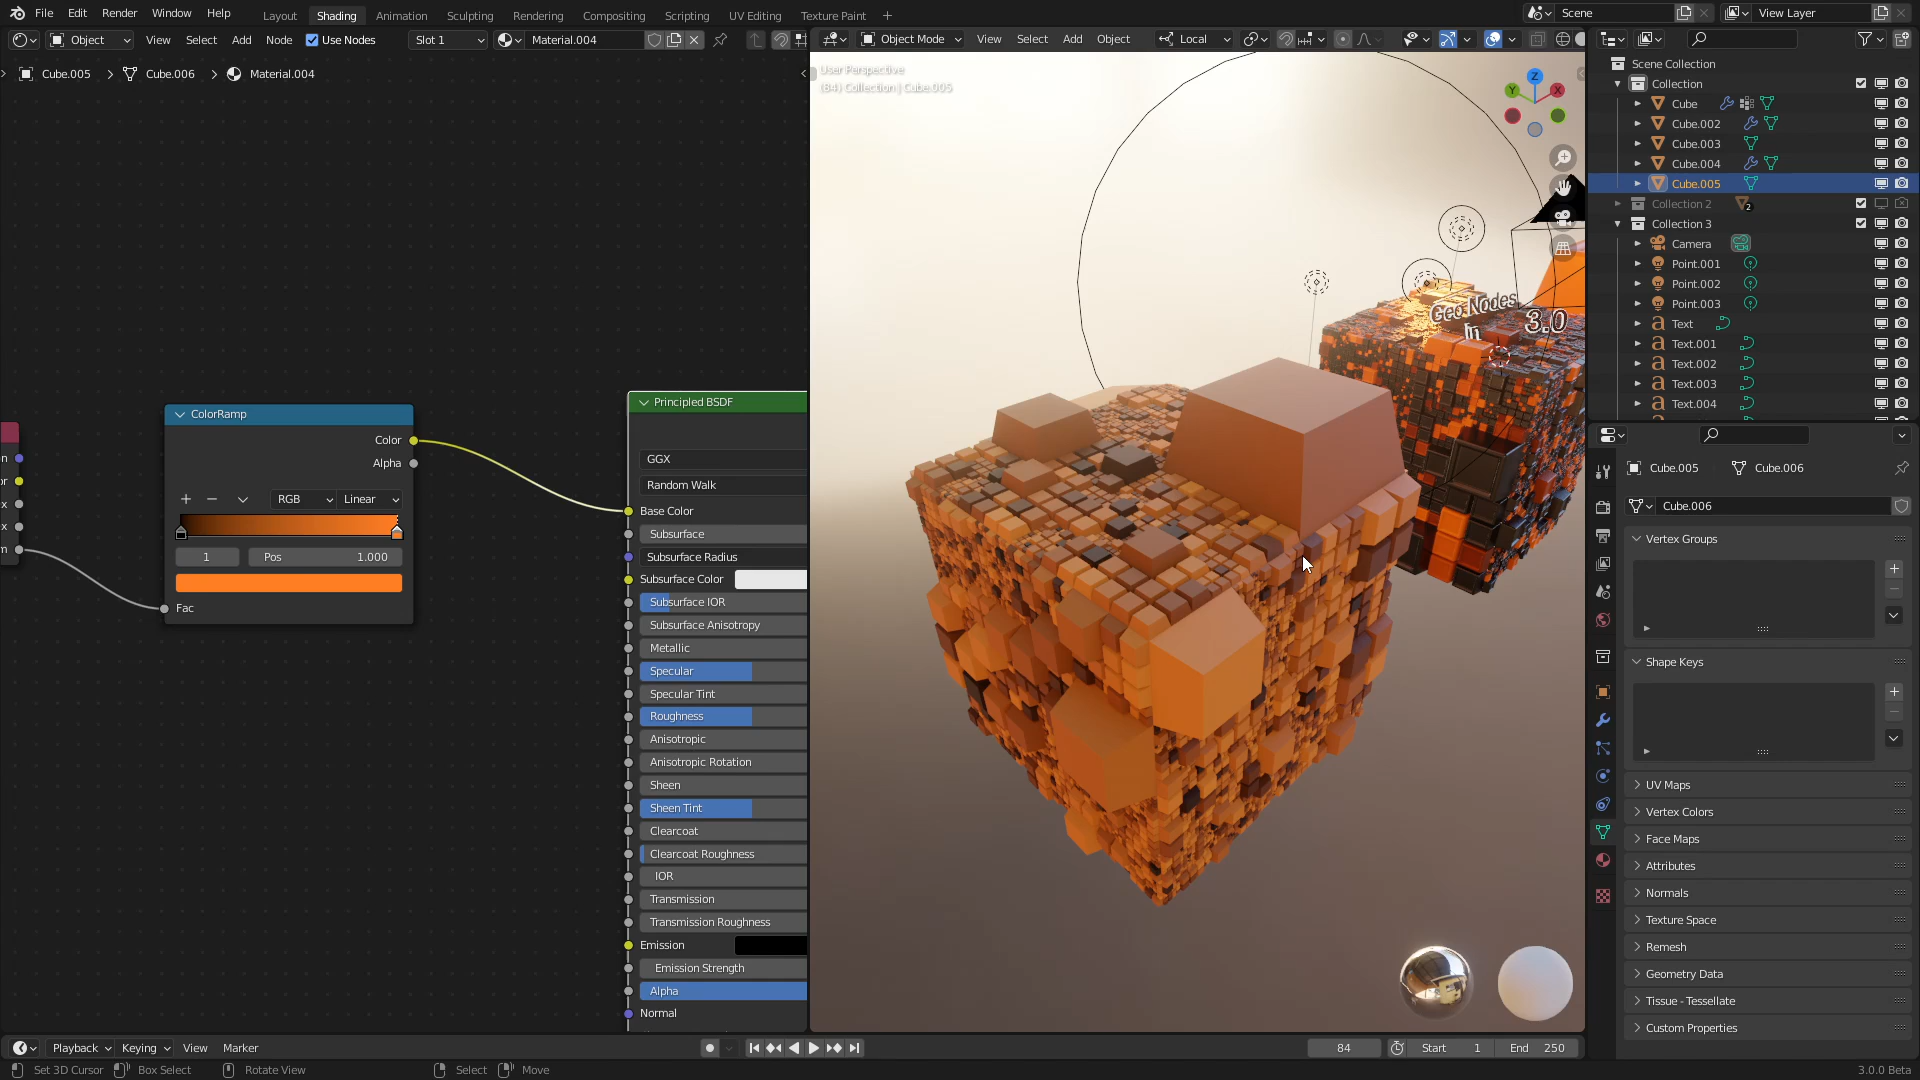 File Edit Render Window Help
Layout Shading Animation Sculpting Rendering Compositing Scripting UV Editing Texture Paint +
Scene
View Layer
Object View Select Add Node Use Nodes Slot 1 Material.004
Object Mode View Select Add Object Local
Cube.005 Cube.006 Material.004
User Perspective
(84) Collection | Cube.005
Z
Y
X
Geo Nodes
in 3.0
ColorRamp
Color
Alpha
RGB Linear
1 Pos 1.000
Fac
Principled BSDF
GGX
Random Walk
Base Color
Subsurface
Subsurface Radius
Subsurface Color
Subsurface IOR
Subsurface Anisotropy
Metallic
Specular
Specular Tint
Roughness
Anisotropic
Anisotropic Rotation
Sheen
Sheen Tint
Clearcoat
Clearcoat Roughness
IOR
Transmission
Transmission Roughness
Emission
Emission Strength
Alpha
Normal
Scene Collection
Collection
Cube
Cube.002
Cube.003
Cube.004
Cube.005
Collection 2 2
Collection 3
Camera
Point.001
Point.002
Point.003
Text
Text.001
Text.002
Text.003
Text.004
Cube.005 Cube.006
Cube.006
Vertex Groups
Shape Keys
UV Maps
Vertex Colors
Face Maps
Attributes
Normals
Texture Space
Remesh
Geometry Data
Tissue - Tessellate
Custom Properties
Playback Keying View Marker
84 Start 1 End 250
Set 3D Cursor Box Select Rotate View Select Move
3.0.0 Beta